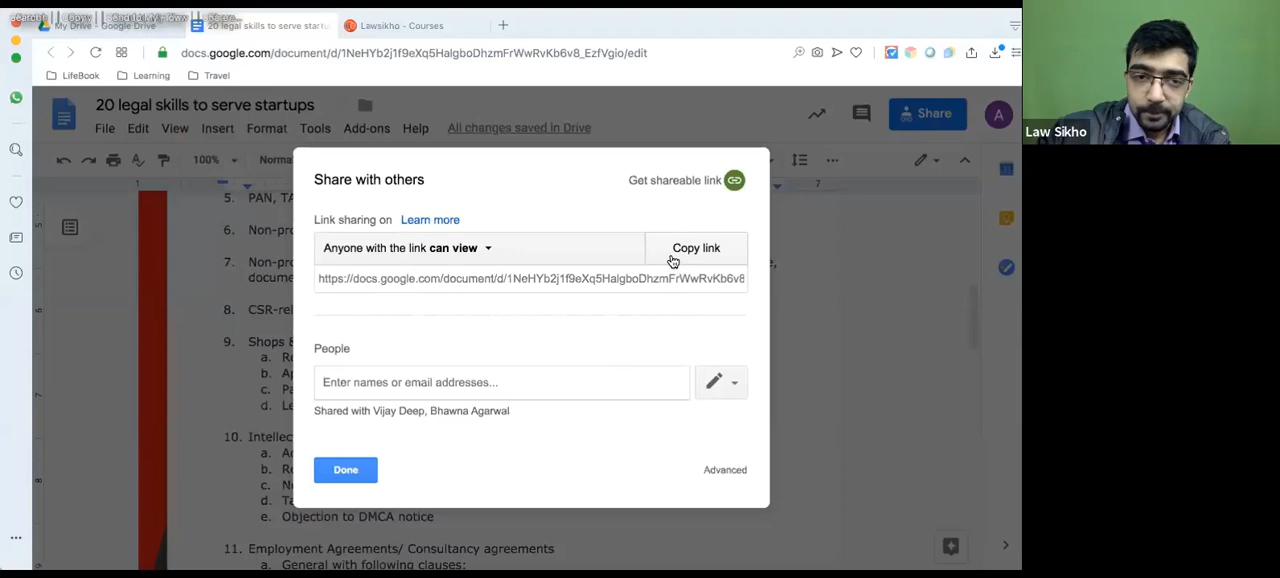 My Drive - Google Drive
20 legal skills to serve startu
Lawsikho - Courses
docs.google.com/document/d/1NeHYb2j1f9eXq5HalgboDhzmFrWwRvKb6v8_EzfVgio/edit
LifeBook
Learning
Travel
Law Sikho
20 legal skills to serve startups
File Edit View Insert Format Tools Add-ons Help All changes saved in Drive
Share
A
100%
Norma
1
7
5. PAN, TA
6. Non-pro
7. Non-pro
docume
8. CSR-rel
9. Shops &
a. Re
b. Ap
c. Pa
d. Le
10. Intellec
a. Ac
b. Re
c. No
d. Ta
e. Objection to DMCA notice
11. Employment Agreements/ Consultancy agreements
a. General with following clauses:
Share with others
Get shareable link
Link sharing on Learn more
Anyone with the link can view
Copy link
https://docs.google.com/document/d/1NeHYb2j1f9eXq5HalgboDhzmFrWwRvKb6v8
People
Enter names or email addresses...
Shared with Vijay Deep, Bhawna Agarwal
Done
Advanced